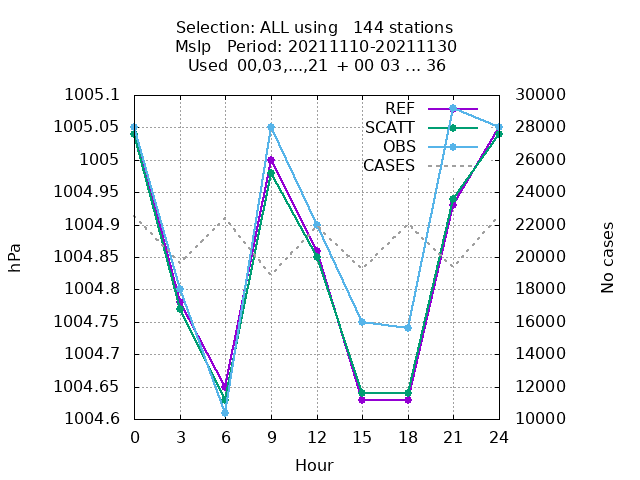 Selection: ALL using   144 stations
Mslp   Period: 20211110-20211130
Used  00,03,...,21  + 00 03 ... 36
1005.1
1005.05
1005
1004.95
1004.9
1004.85
1004.8
1004.75
1004.7
1004.65
1004.6
hPa
REF
SCATT
OBS
CASES
30000
28000
26000
24000
22000
20000
18000
16000
14000
12000
10000
No cases
0 3 6 9 12 15 18 21 24
Hour